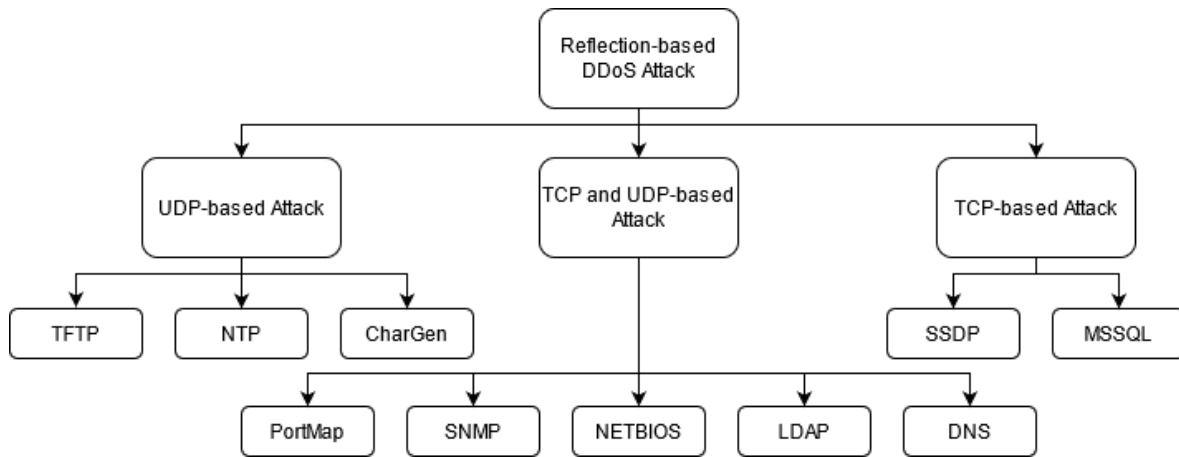 Reflection-based
DDoS Attack
UDP-based Attack
TCP and UDP-based
Attack
TCP-based Attack
TFTP
NTP
CharGen
SSDP
MSSQL
PortMap
SNMP
NETBIOS
LDAP
DNS